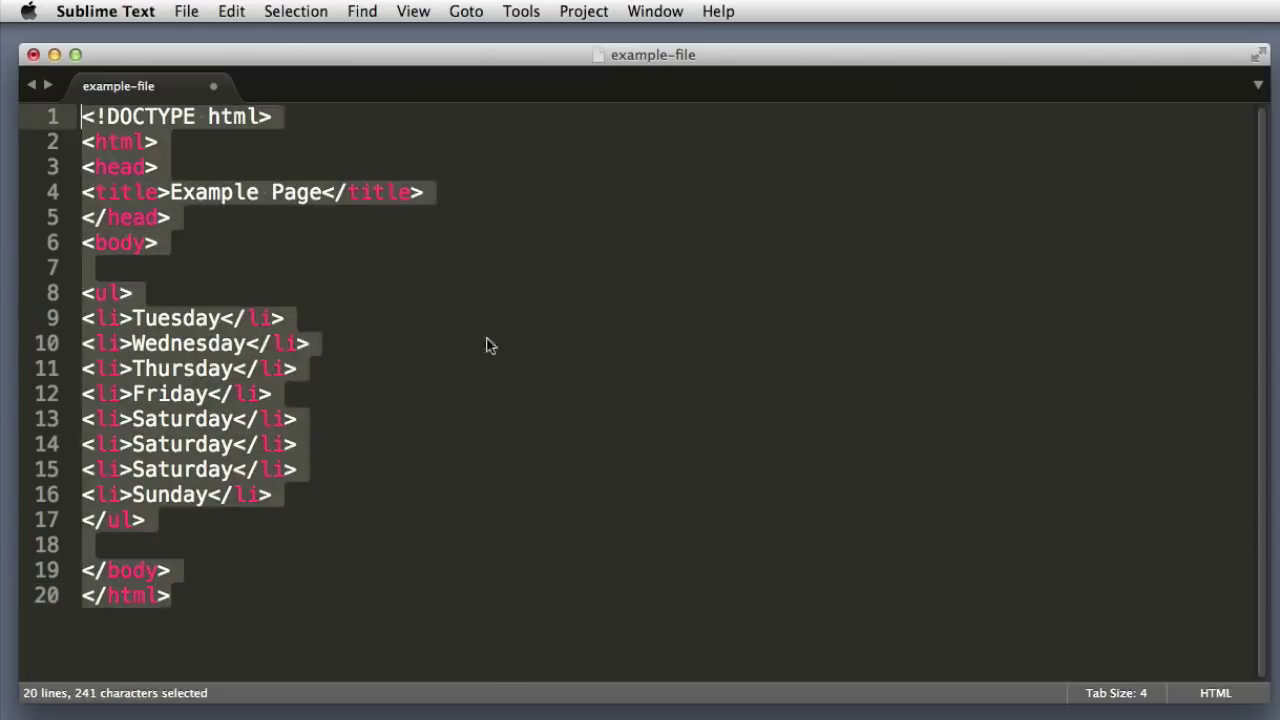 Sublime Text File Edit Selection Find View Goto Tools Project Window Help
example-file
example-file
1 <!DOCTYPE html>
2 <html>
3 <head>
4 <title>Example Page</title>
5 </head>
6 <body>
7
8 <ul>
9 <li>Tuesday</li>
10 <li>Wednesday</li>
11 <li>Thursday</li>
12 <li>Friday</li>
13 <li>Saturday</li>
14 <li>Saturday</li>
15 <li>Saturday</li>
16 <li>Sunday</li>
17 </ul>
18
19 </body>
20 </html>
20 lines, 241 characters selected Tab Size: 4 HTML